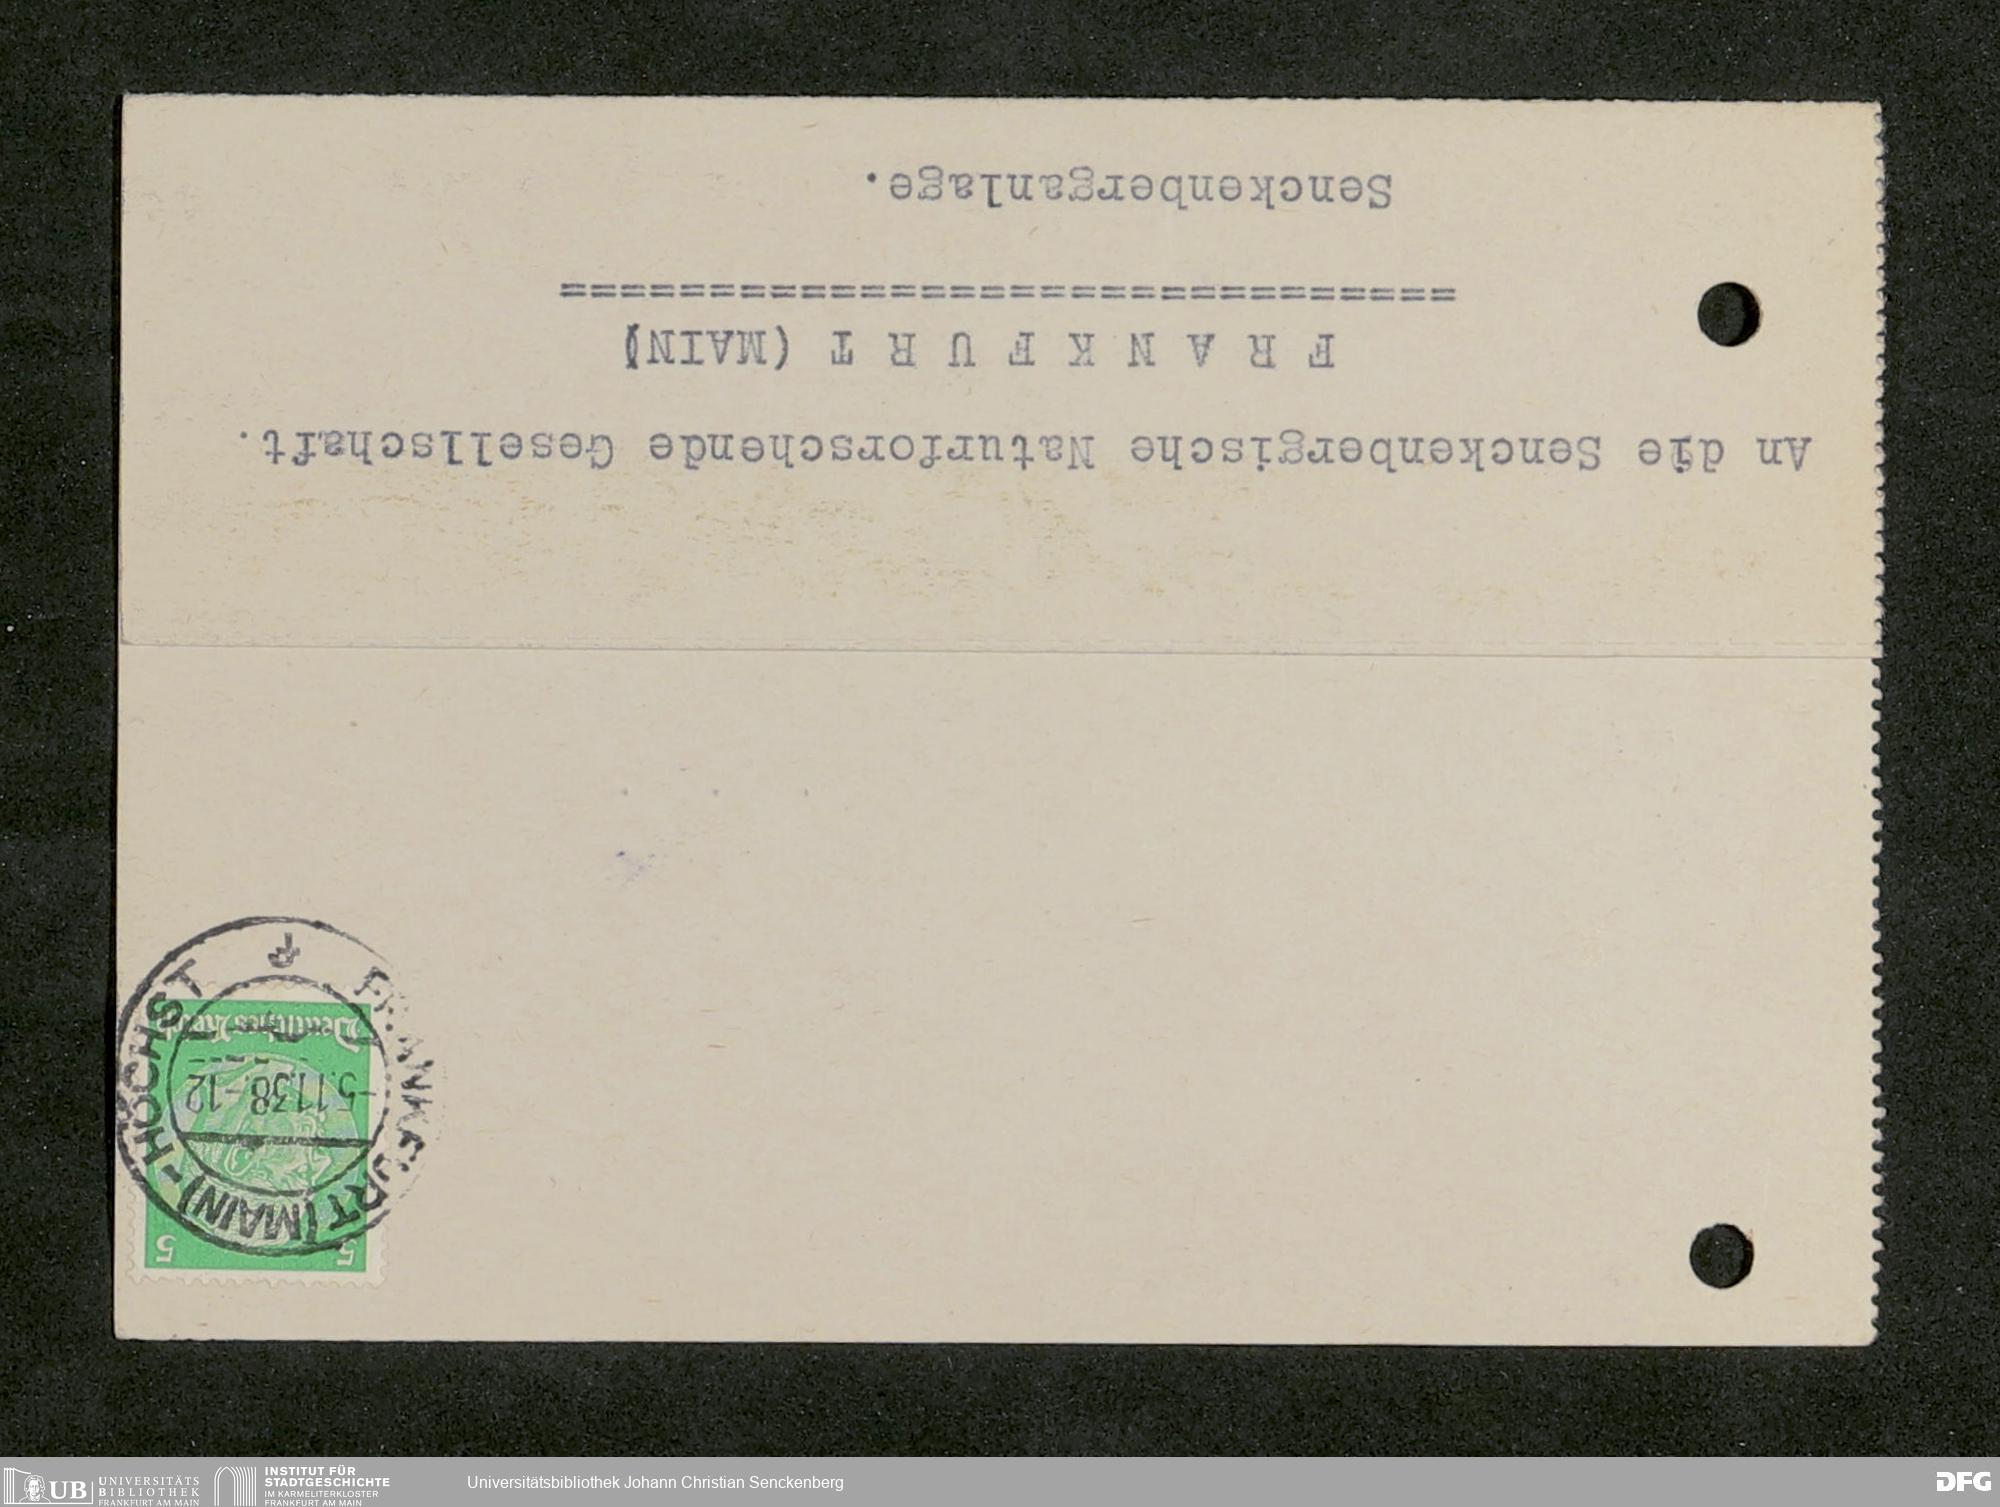 FRANKFURT (MAIN)-HÖCHST
-5.11.38.-12
Deutsches Reich
5 5
An die Senckenbergische Naturforschende Gesellschaft.
F R A N K F U R T (MAIN)
==============================
Senckenberganlage.
UB
UNIVERSITÄTS
BIBLIOTHEK
FRANKFURT AM MAIN
INSTITUT FÜR
STADTGESCHICHTE
IM KARMELITERKLOSTER
FRANKFURT AM MAIN
Universitätsbibliothek Johann Christian Senckenberg
DFG